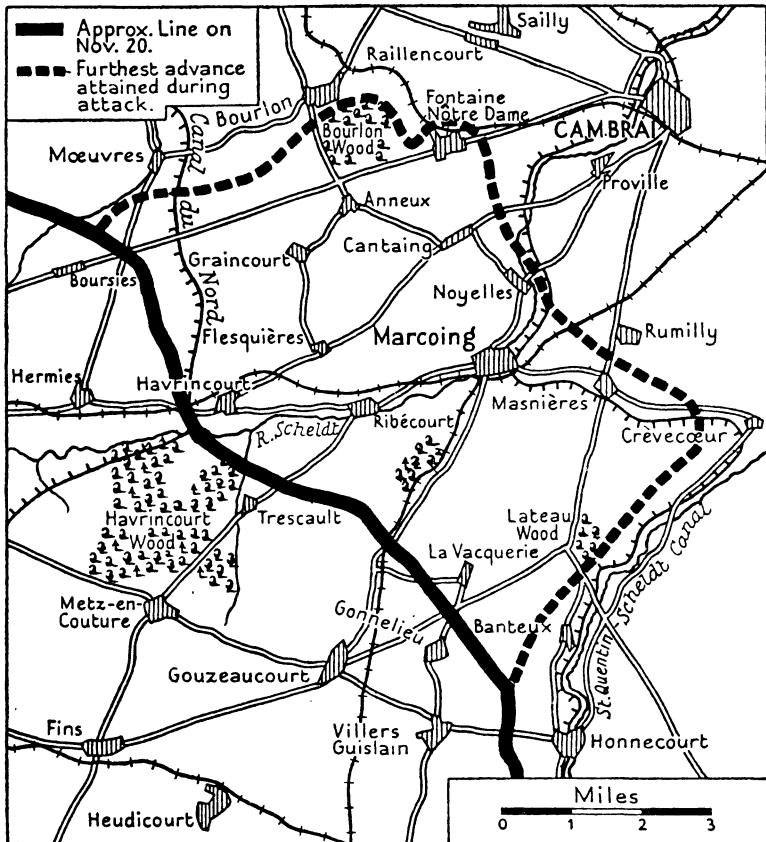 Approx. Line on
Nov. 20.
Furthest advance
attained during
attack.
Sailly
Raillencourt
Bourlon
Fontaine
Nôtre Dame
CAMBRAI
Canal du Nord
Bourlon
Wood
Mœuvres
Proville
Anneux
Cantaing
Graincourt
Boursies
Noyelles
Flesquières
Marcoing
Rumilly
Hermies
Havrincourt
Masnières
Ribécourt
R. Scheldt
Crèvecœur
Havrincourt
Wood
Trescault
Lateau
Wood
La Vacquerie
St. Quentin-Scheldt Canal
Metz-en-
Couture
Gonnelieu
Banteux
Gouzeaucourt
Fins
Villers
Guislain
Honnecourt
Heudicourt
Miles
0 1 2 3